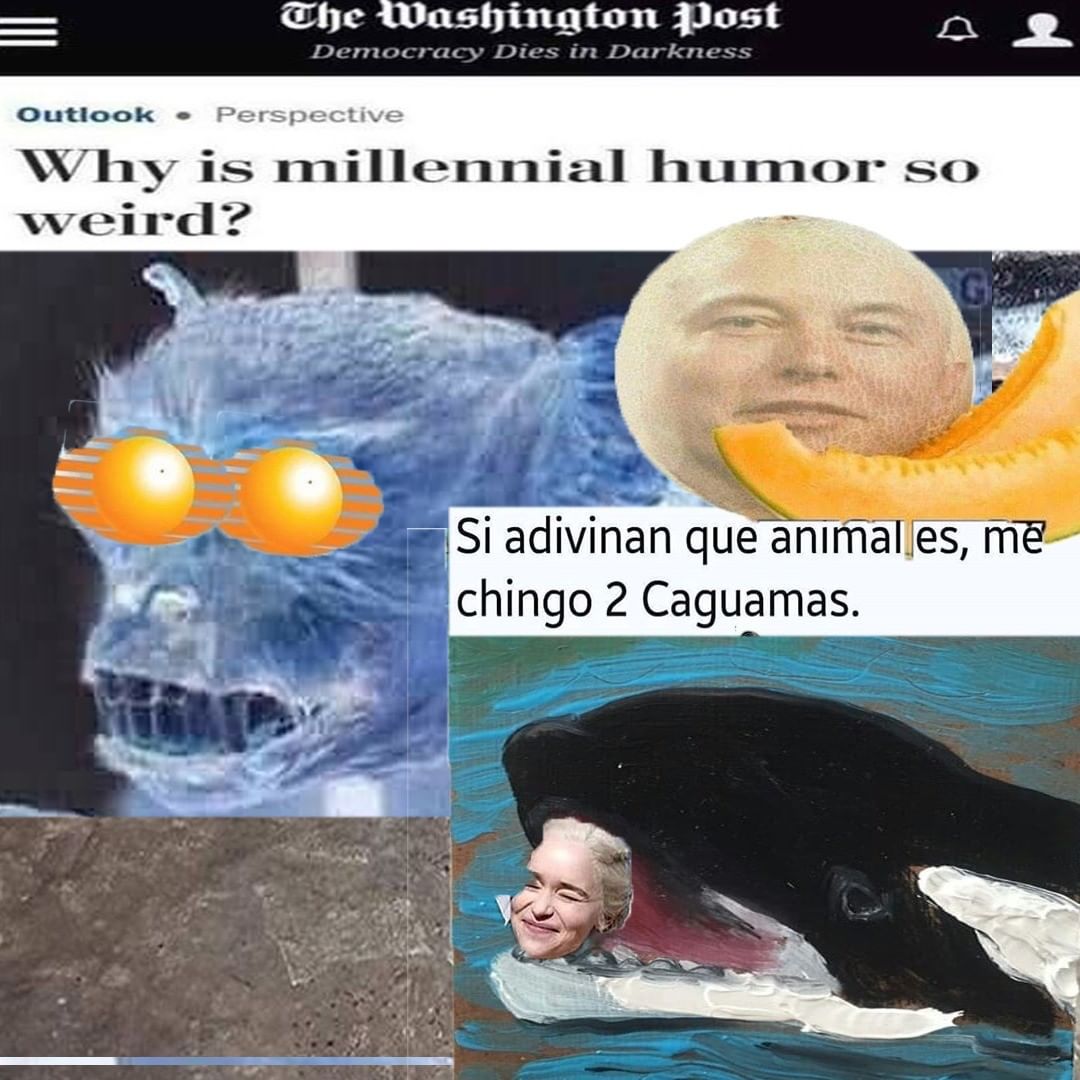 The Washington Post
Democracy Dies in Darkness
Outlook • Perspective
Why is millennial humor so
weird?
G
Si adivinan que animal es, me
chingo 2 Caguamas.